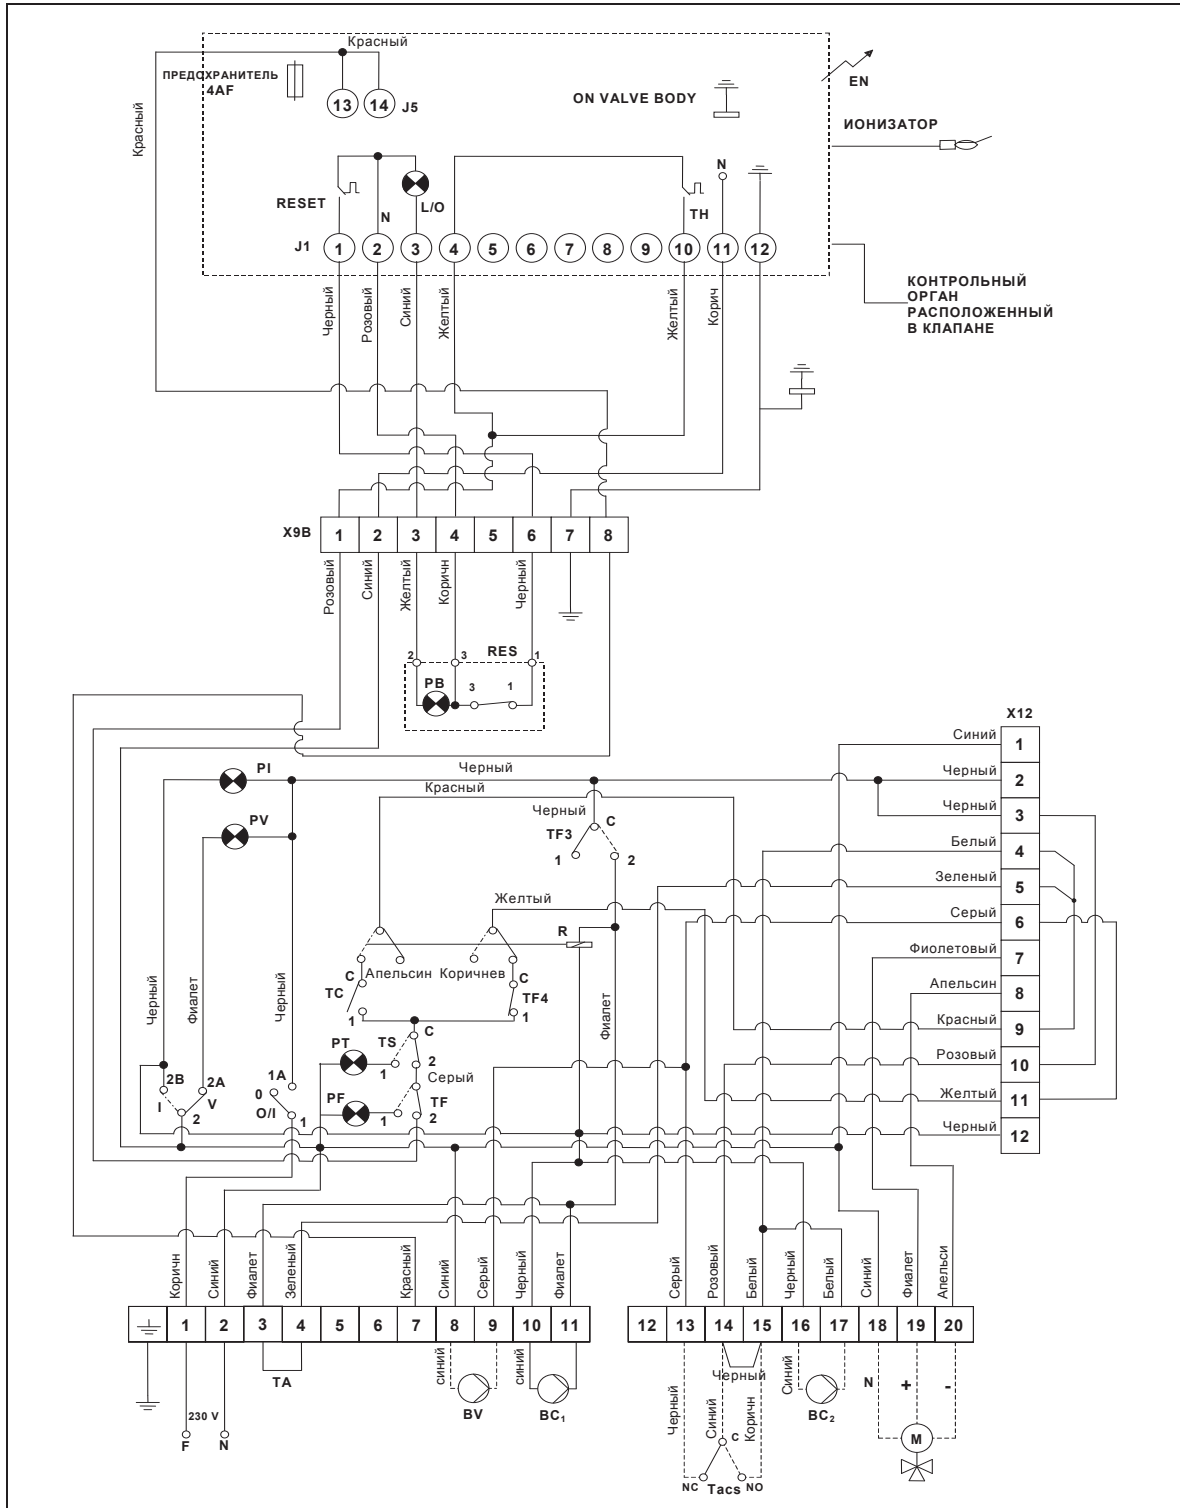 Красный
ПРЕДОХРАНИТЕЛЬ
4AF
13 14 J5
ON VALVE BODY
EN
ИОНИЗАТОР
Красный
RESET
N
L/O
TH
N
J1 1 2 3 4 5 6 7 8 9 10 11 12
КОНТРОЛЬНЫЙ
ОРГАН
РАСПОЛОЖЕННЫЙ
В КЛАПАНЕ
Черный
Розовый
Синий
Желтый
Желтый
Корич
X9B 1 2 3 4 5 6 7 8
Розовый
Синий
Желтый
Коричн
Черный
2 3 RES 1
PB 3 1
X12
Синий 1
Черный 2
Черный 3
Белый 4
Зеленый 5
Серый 6
Фиолетовый 7
Апельсин 8
Красный 9
Розовый 10
Желтый 11
Черный 12
PI
Черный
Красный
PV
Черный C
TF3
1 2
Желтый
R
Апельсин Коричнев
C C
TC TF4
1 1
Черный
Фиалет
Черный
Фиалет
C
PT TS
1 2
Серый
PF TF
1 2
2B 2A 1A
I V 0
2 O/I 1
Коричн
Синий
Фиалет
Зеленый
Красный
Синий
Серый
Черный
Фиалет
Серый
Розовый
Белый
Черный
Белый
Синий
Фиалет
Апельси
1 2 3 4 5 6 7 8 9 10 11
12 13 14 15 16 17 18 19 20
TA
синий
BV
синий
BC1
230 V
F N
Черный
Черный
Синий
Коричн
C
NC Tacs NO
Синий
BC2
N + -
M